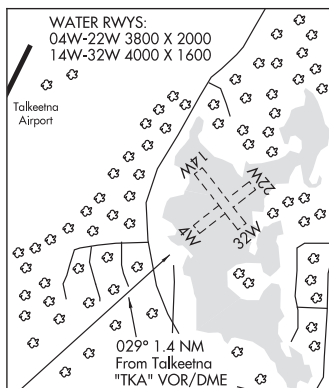 WATER RWYS:
04W-22W 3800 X 2000
14W-32W 4000 X 1600
Talkeetna
Airport
14W
22W
4W
32W
029° 1.4 NM
From Talkeetna
"TKA" VOR/DME